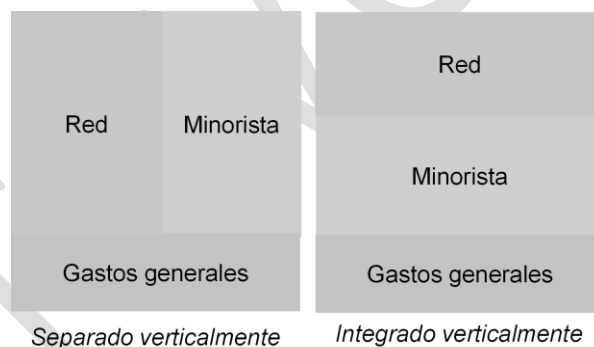 Red
Minorista
Gastos generales
Separado verticalmente
Red
Minorista
Gastos generales
Integrado verticalmente